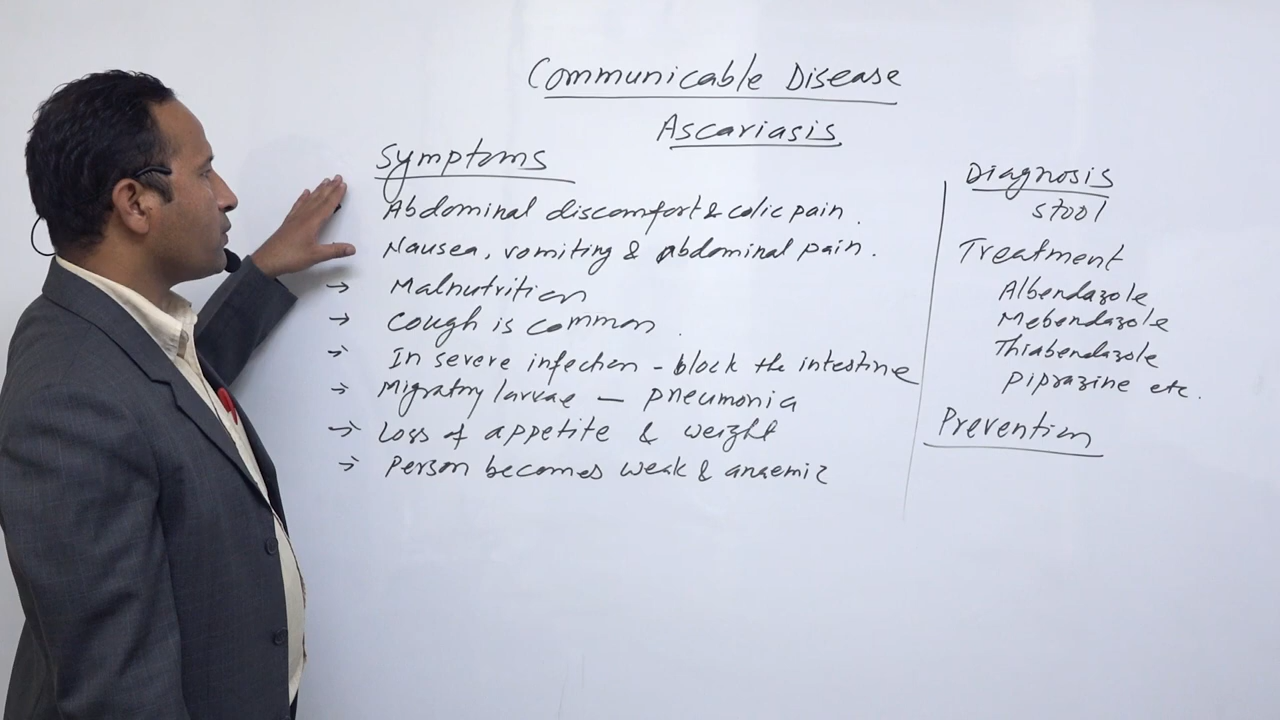 Communicable Disease
Ascariasis
Symptoms
Abdominal discomfort & colic pain.
Nausea, vomiting & abdominal pain.
→ Malnutrition
→ Cough is common.
→ In severe infection - block the intestine
→ Migratory larvae — pneumonia
→ Loss of appetite & weight
→ Person becomes weak & anaemic
Diagnosis
Stool
Treatment
Albendazole
Mebendazole
Thiabendazole
Piprazine etc.
Prevention